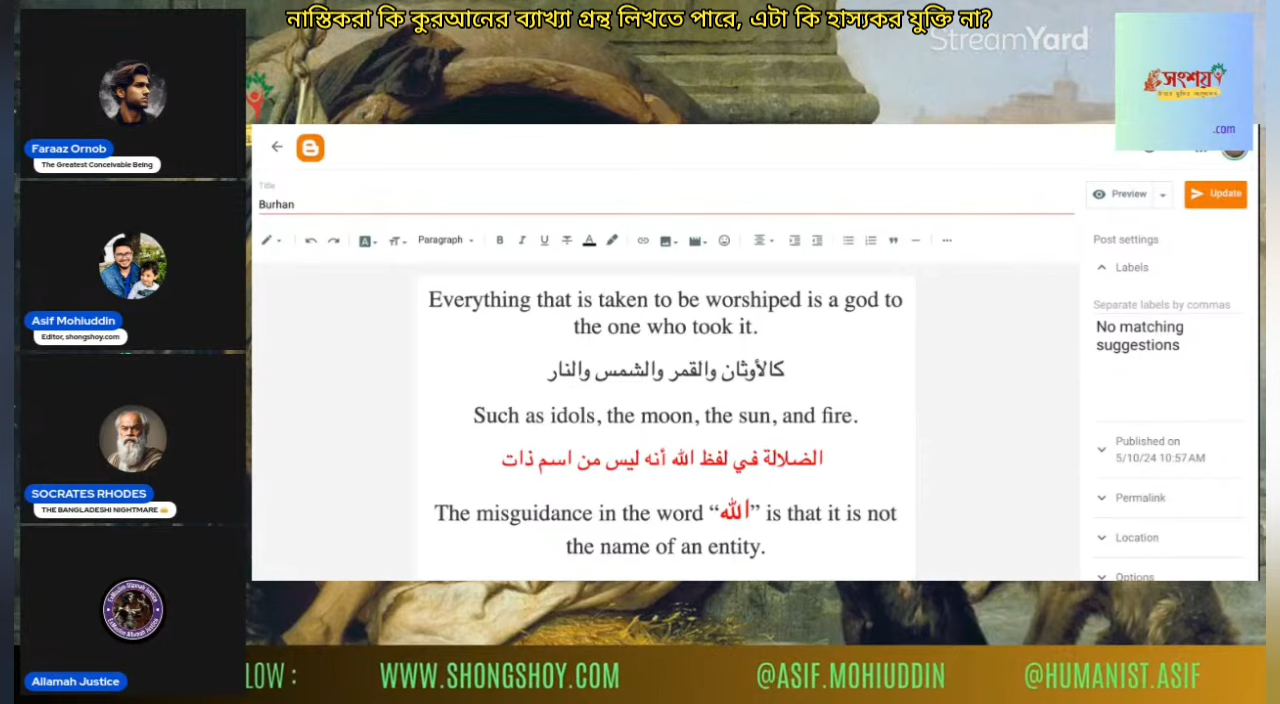 নাস্তিকরা কি কুরআনের ব্যাখ্যা গ্রন্থ লিখতে পারে, এটা কি হাস্যকর যুক্তি না?
StreamYard
সংশয়
.com
Faraaz Ornob
The Greatest Conceivable Being
Asif Mohiuddin
Editor, shongshoy.com
SOCRATES RHODES
THE BANGLADESHI NIGHTMARE
Allamah Justice
Title
Burhan
Preview
Update
Paragraph
Post settings
Labels
Separate labels by commas
No matching
suggestions
Published on
5/10/24 10:57AM
Permalink
Location
Options
Everything that is taken to be worshiped is a god to
the one who took it.
كالأوثان والقمر والشمس والنار
Such as idols, the moon, the sun, and fire.
الضلالة في لفظ الله أنه ليس من اسم ذات
The misguidance in the word “الله” is that it is not
the name of an entity.
LOW :
WWW.SHONGSHOY.COM
@ASIF.MOHIUDDIN
@HUMANIST.ASIF